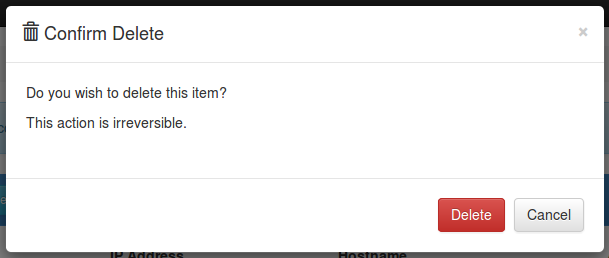 Confirm Delete
×
Do you wish to delete this item?
This action is irreversible.
Delete Cancel
IP Address Hostname